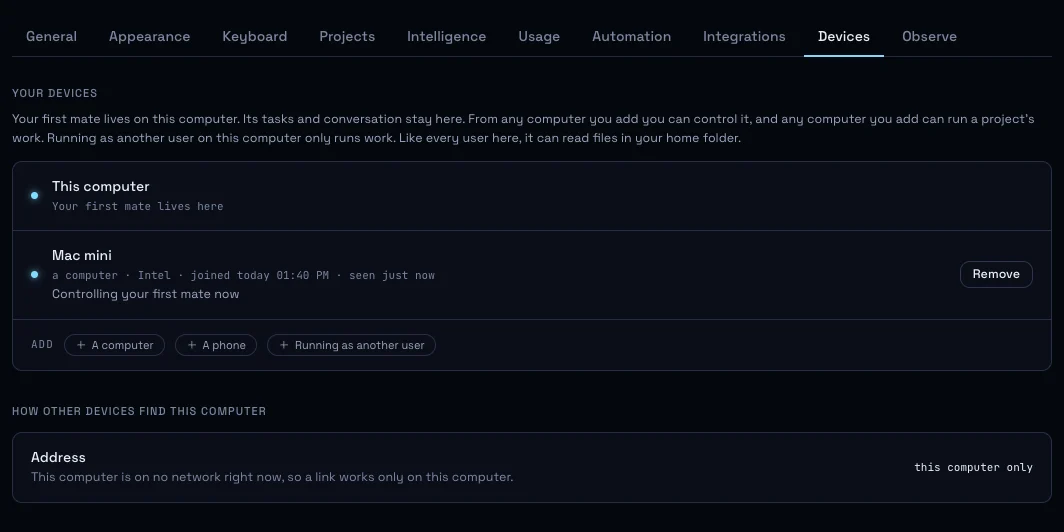 General Appearance Keyboard Projects Intelligence Usage Automation Integrations Devices Observe
YOUR DEVICES
Your first mate lives on this computer. Its tasks and conversation stay here. From any computer you add you can control it, and any computer you add can run a project's
work. Running as another user on this computer only runs work. Like every user here, it can read files in your home folder.
This computer
Your first mate lives here
Mac mini
a computer · Intel · joined today 01:40 PM · seen just now
Controlling your first mate now
Remove
ADD + A computer + A phone + Running as another user
HOW OTHER DEVICES FIND THIS COMPUTER
Address
This computer is on no network right now, so a link works only on this computer.
this computer only